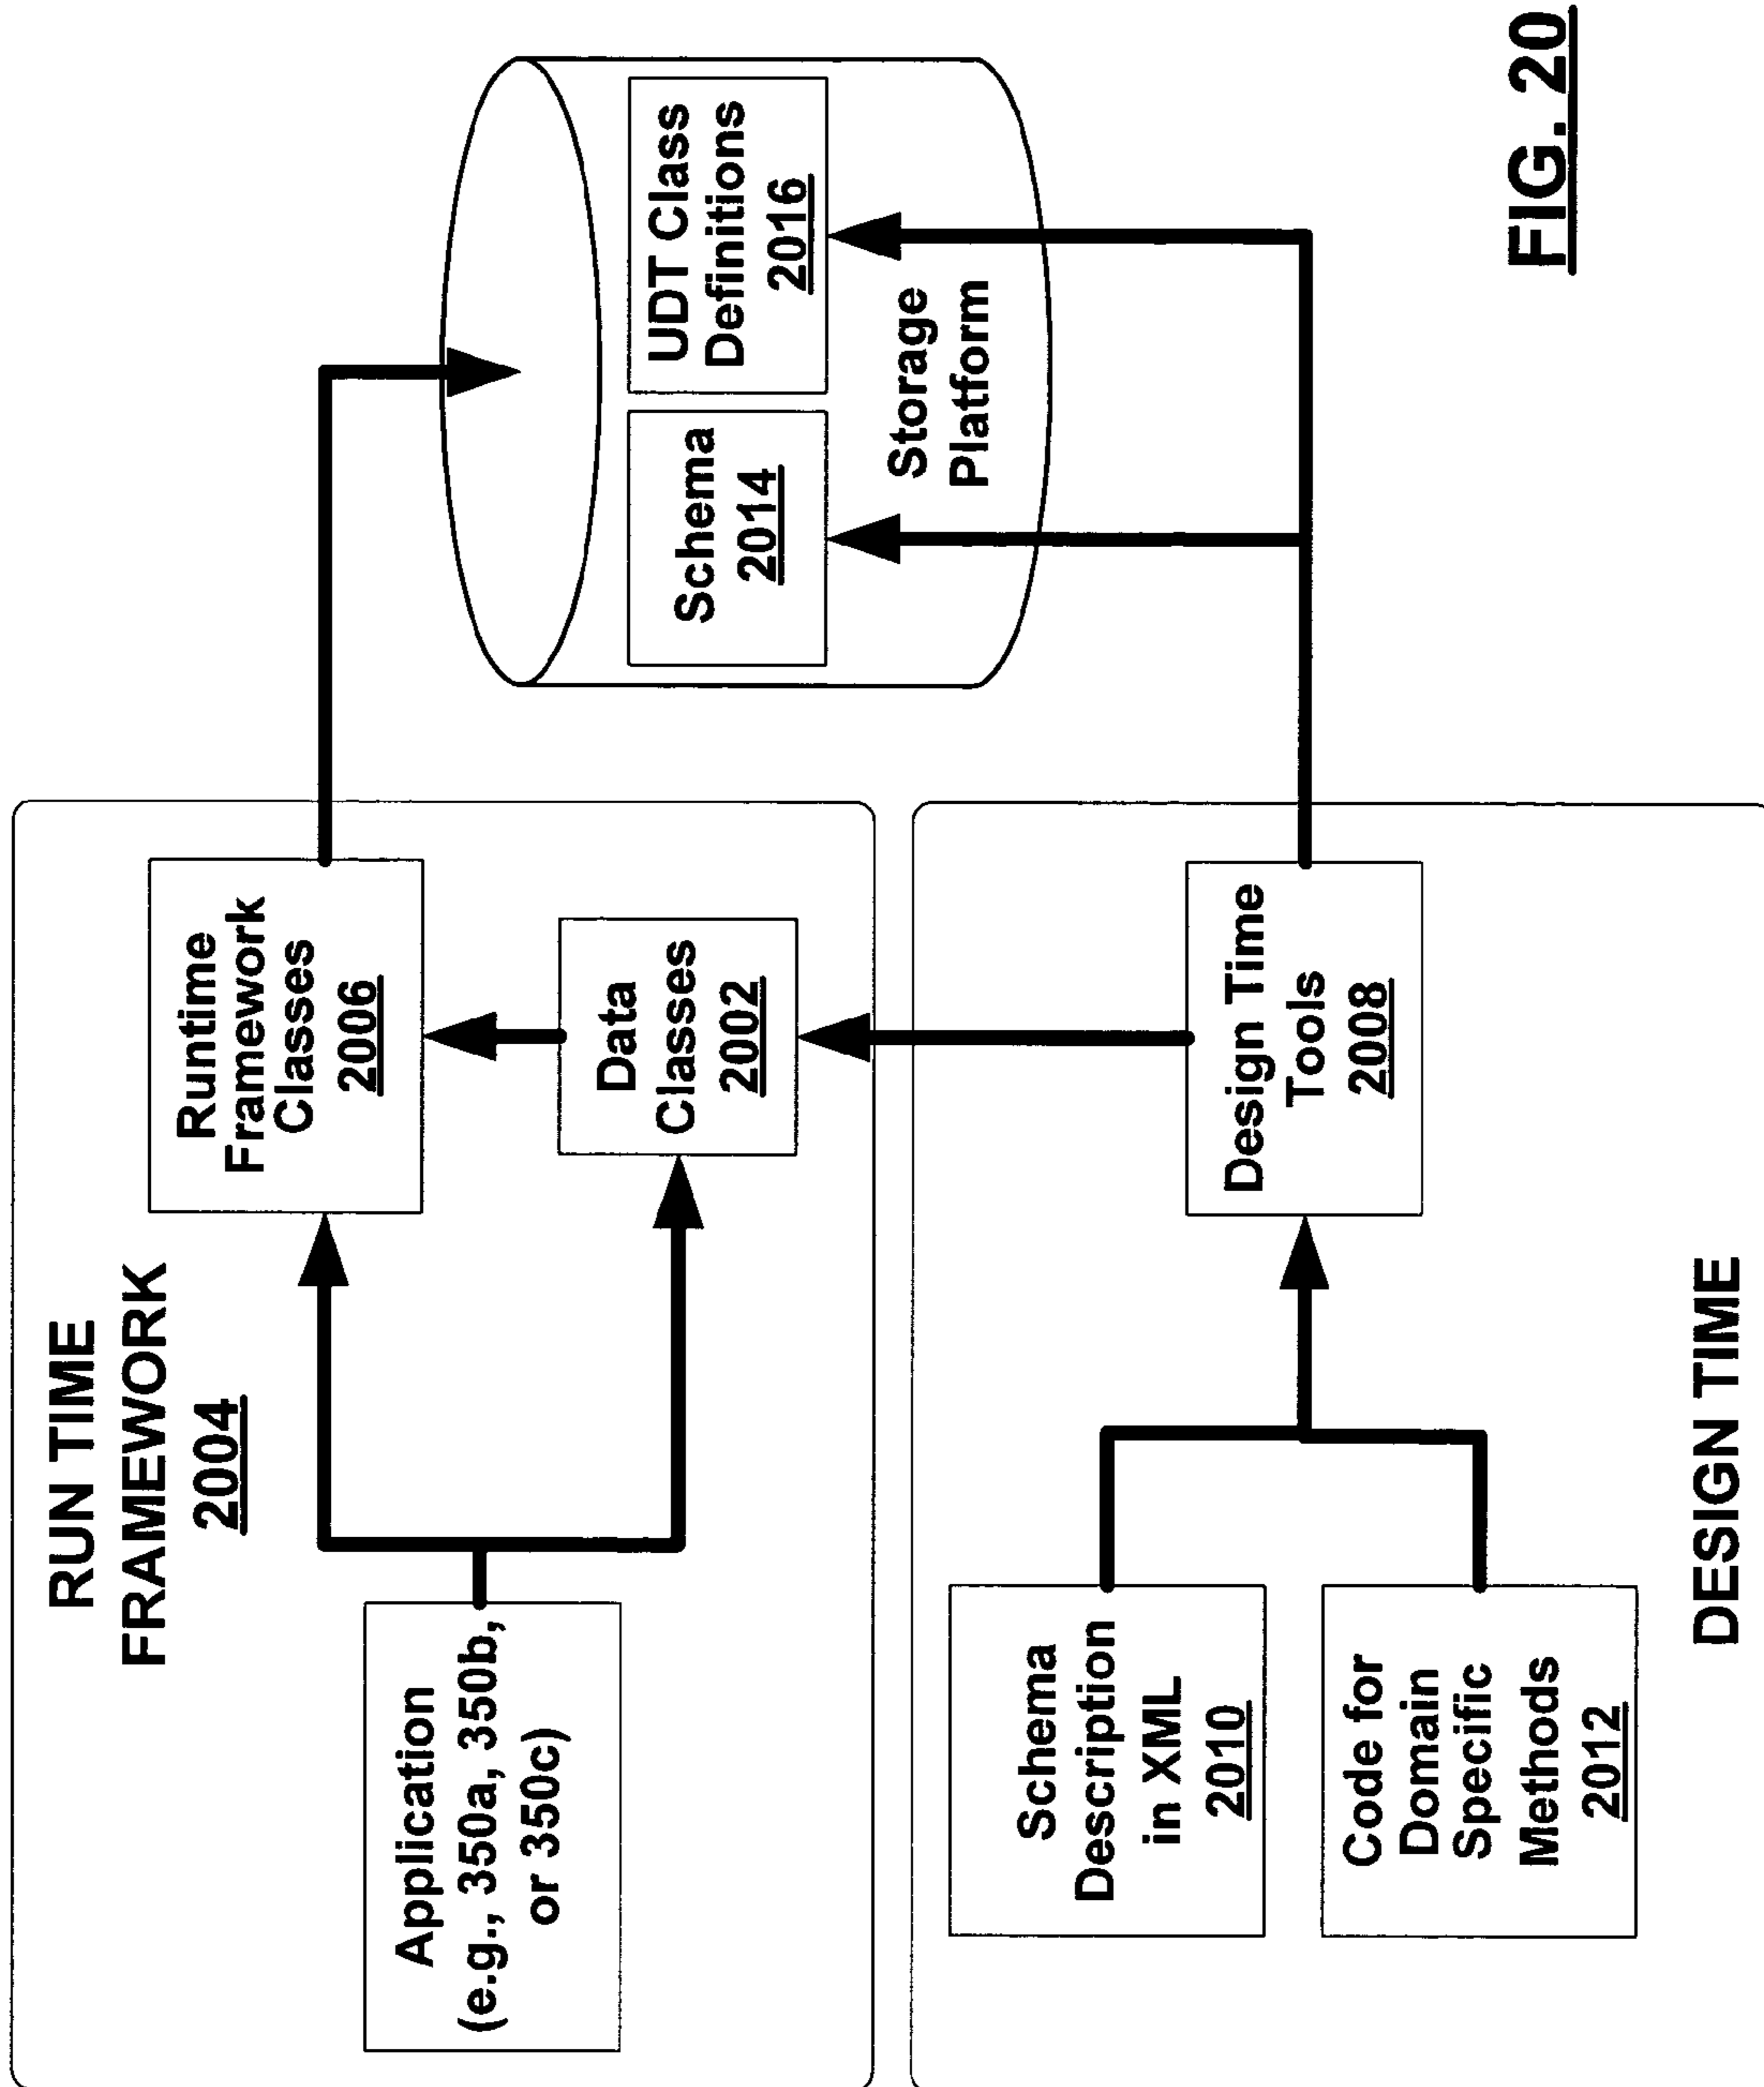 RUN TIME
FRAMEWORK
2004
Application
(e.g., 350a, 350b,
or 350c)
Runtime
Framework
Classes
2006
Data
Classes
2002
Schema
Description
in XML
2010
Code for
Domain
Specific
Methods
2012
Design Time
Tools
2008
DESIGN TIME
Schema
2014
UDT Class
Definitions
2016
Storage
Platform
FIG. 20